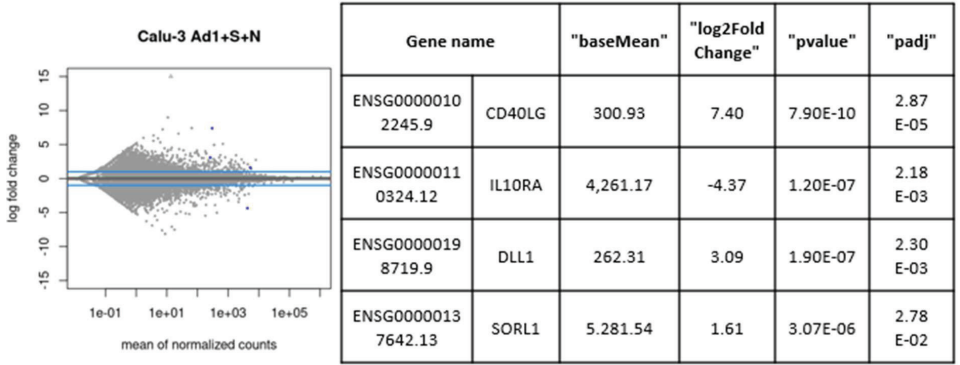 Calu-3 Ad1+S+N
15
10
5
0
-5
-10
-15
log fold change
1e-01 1e+01 1e+03 1e+05
mean of normalized counts
Gene name "baseMean" "log2Fold
Change" "pvalue" "padj"
ENSG0000010
2245.9 CD40LG 300.93 7.40 7.90E-10 2.87
E-05
ENSG0000011
0324.12 IL10RA 4,261.17 -4.37 1.20E-07 2.18
E-03
ENSG0000019
8719.9 DLL1 262.31 3.09 1.90E-07 2.30
E-03
ENSG0000013
7642.13 SORL1 5.281.54 1.61 3.07E-06 2.78
E-02